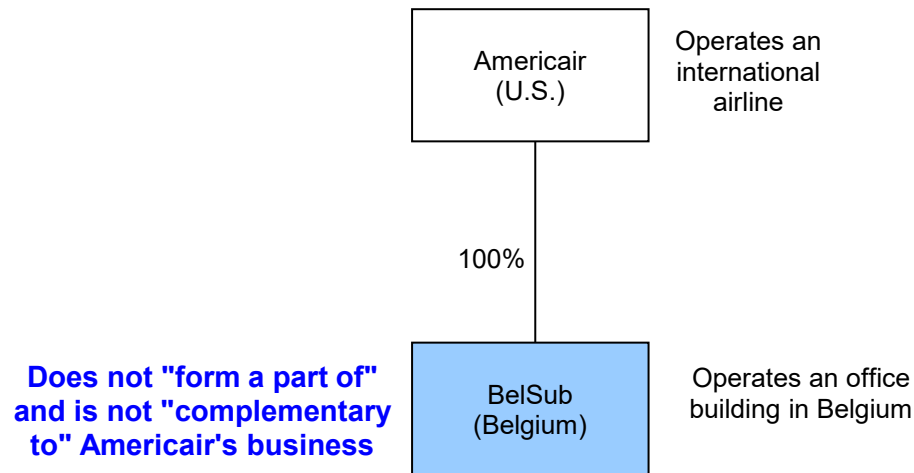 Americair
(U.S.)
Operates an
international
airline
100%
Does not "form a part of"
and is not "complementary
to" Americair's business
BelSub
(Belgium)
Operates an office
building in Belgium